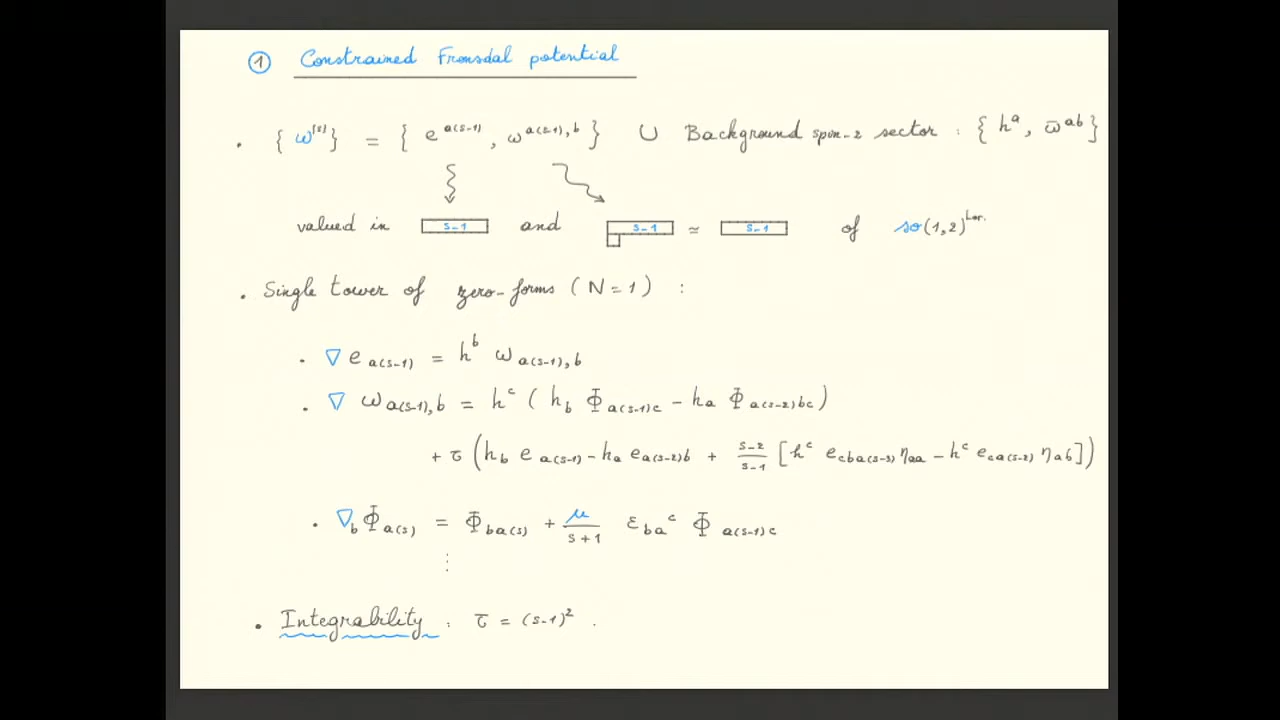 ① Constrained Fronsdal potential
. { ω^{[s]} } = { e^{a(s-1)}, ω^{a(s-1),b} } ∪ Background spin-2 sector : { h^a, ω̄^{ab} }
valued in [s-1] and [s-1] ≃ [s-1] of so(1,2)^{Lor.}
. Single tower of zero-forms (N=1) :
. ∇ e_{a(s-1)} = h^b ω_{a(s-1),b}
. ∇ ω_{a(s-1),b} = h^c ( h_b Φ_{a(s-1)c} - h_a Φ_{a(s-2)bc} )
+ τ ( h_b e_{a(s-1)} - h_a e_{a(s-2)b} + \frac{s-2}{s-1} [ h^c e_{cba(s-3)} η_{aa} - h^c e_{ca(s-2)} η_{ab} ] )
. ∇_b Φ_{a(s)} = Φ_{ba(s)} + \frac{μ}{s+1} ε_{ba}^c Φ_{a(s-1)c}
⋮
. Integrability : τ = (s-1)^2 .